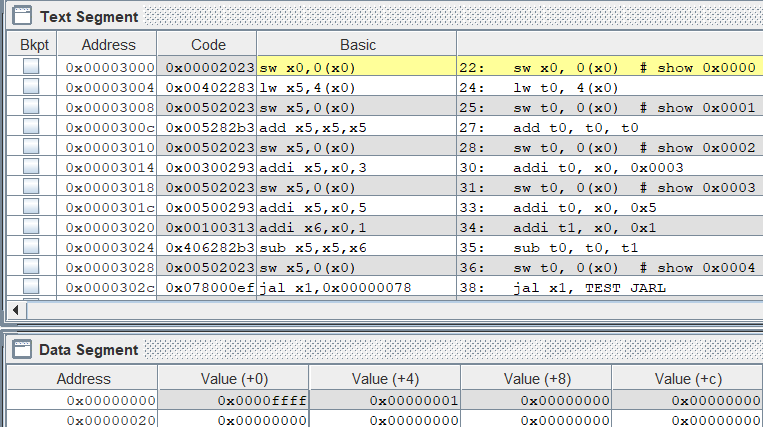 Text Segment
Bkpt Address Code Basic
0x00003000 0x00002023 sw x0,0(x0) 22: sw x0, 0(x0) # show 0x0000
0x00003004 0x00402283 lw x5,4(x0) 24: lw t0, 4(x0)
0x00003008 0x00502023 sw x5,0(x0) 25: sw t0, 0(x0) # show 0x0001
0x0000300c 0x005282b3 add x5,x5,x5 27: add t0, t0, t0
0x00003010 0x00502023 sw x5,0(x0) 28: sw t0, 0(x0) # show 0x0002
0x00003014 0x00300293 addi x5,x0,3 30: addi t0, x0, 0x0003
0x00003018 0x00502023 sw x5,0(x0) 31: sw t0, 0(x0) # show 0x0003
0x0000301c 0x00500293 addi x5,x0,5 33: addi t0, x0, 0x5
0x00003020 0x00100313 addi x6,x0,1 34: addi t1, x0, 0x1
0x00003024 0x406282b3 sub x5,x5,x6 35: sub t0, t0, t1
0x00003028 0x00502023 sw x5,0(x0) 36: sw t0, 0(x0) # show 0x0004
0x0000302c 0x078000ef jal x1,0x00000078 38: jal x1, TEST JARL
Data Segment
Address Value (+0) Value (+4) Value (+8) Value (+c)
0x00000000 0x0000ffff 0x00000001 0x00000000 0x00000000
0x00000020 0x00000000 0x00000000 0x00000000 0x00000000